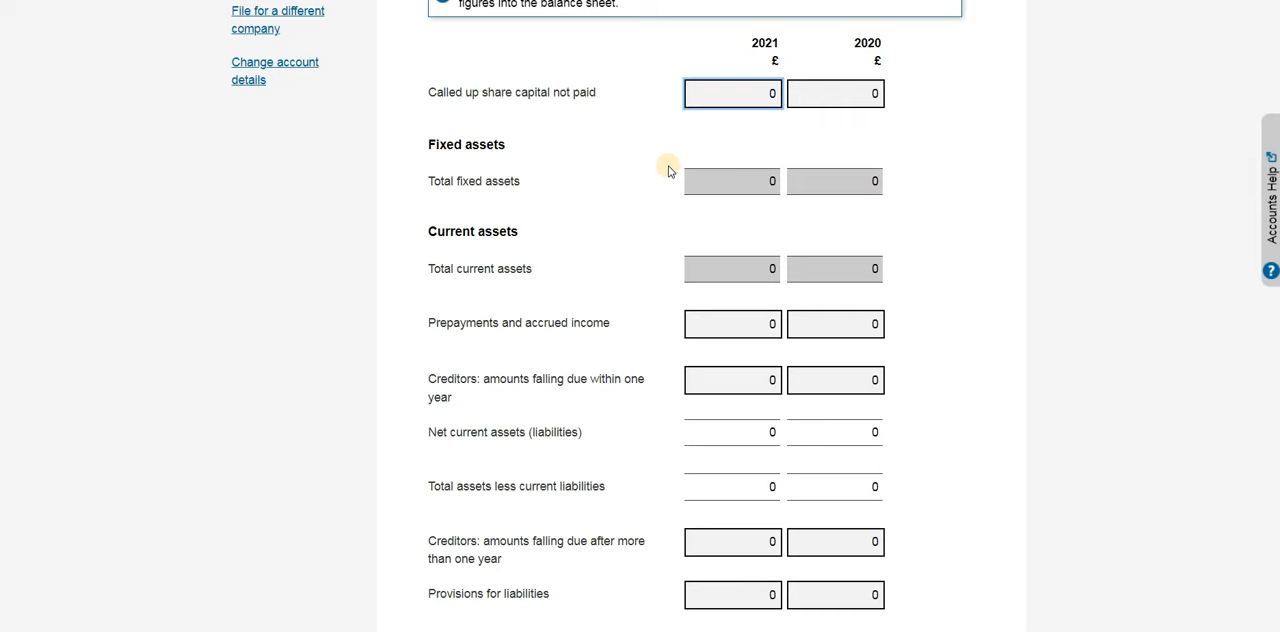 File for a different
company
Change account
details
figures into the balance sheet.
2021 2020
£ £
Called up share capital not paid 0 0
Fixed assets
Total fixed assets 0 0
Current assets
Total current assets 0 0
Prepayments and accrued income 0 0
Creditors: amounts falling due within one
year 0 0
Net current assets (liabilities) 0 0
Total assets less current liabilities 0 0
Creditors: amounts falling due after more
than one year 0 0
Provisions for liabilities 0 0
Accounts Help
?